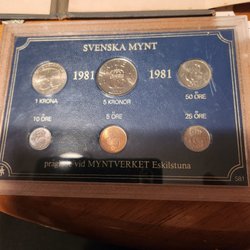 SVENSKA MYNT
1981 1981
1 KRONA 5 KRONOR 50 ÖRE
10 ÖRE 5 ÖRE 25 ÖRE
präglade vid MYNTVERKET Eskilstuna
S81